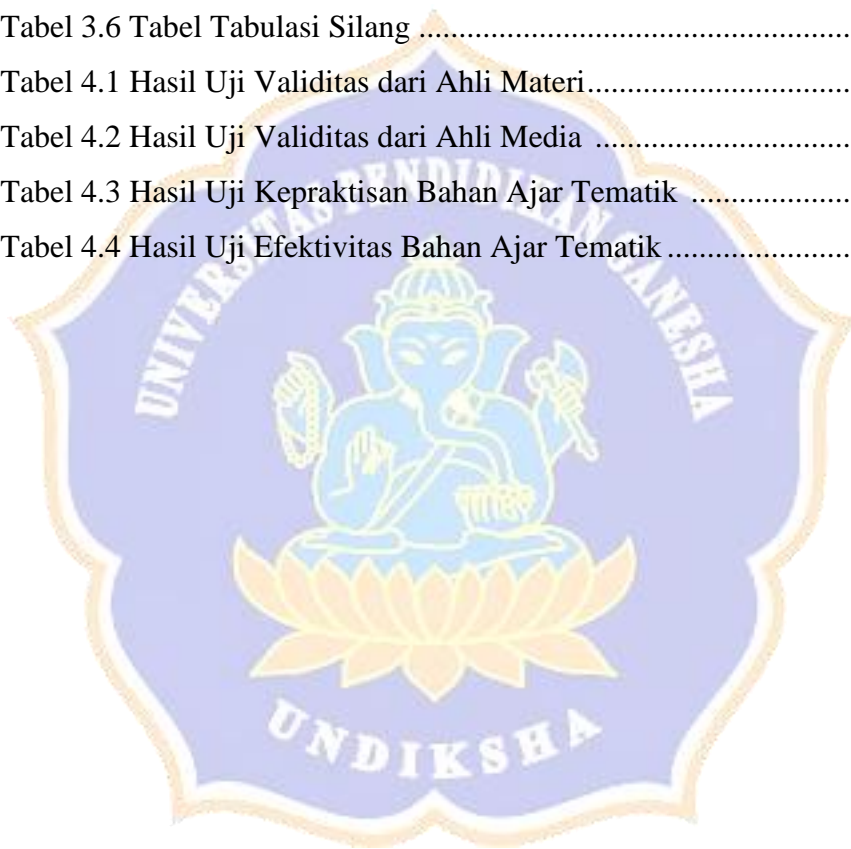 Tabel 3.6 Tabel Tabulasi Silang ......................................................
Tabel 4.1 Hasil Uji Validitas dari Ahli Materi.................................
Tabel 4.2 Hasil Uji Validitas dari Ahli Media ................................
Tabel 4.3 Hasil Uji Kepraktisan Bahan Ajar Tematik ....................
Tabel 4.4 Hasil Uji Efektivitas Bahan Ajar Tematik .......................
UNIVERSITAS PENDIDIKAN GANESHA
UNDIKSHA